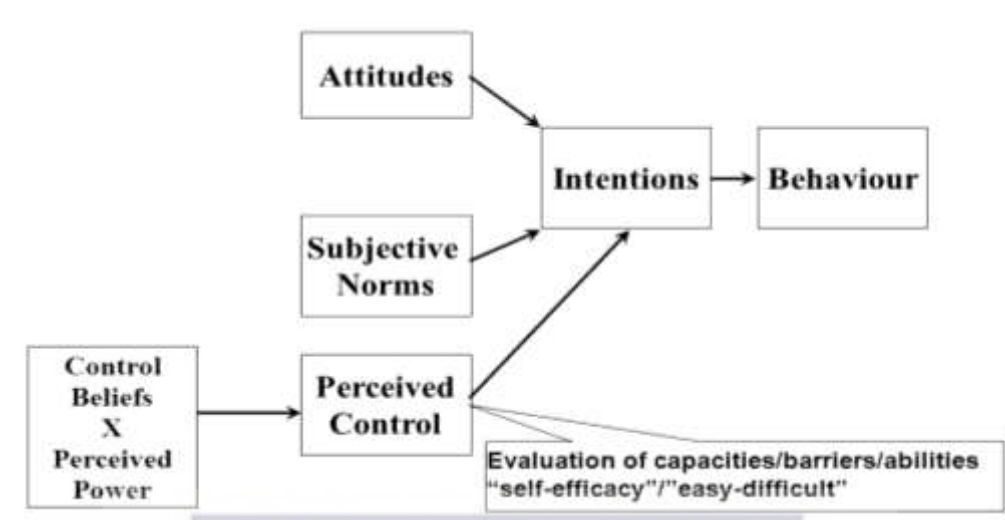 Attitudes
Intentions
Behaviour
Subjective
Norms
Control
Beliefs
X
Perceived
Power
Perceived
Control
Evaluation of capacities/barriers/abilities
“self-efficacy”/”easy-difficult”